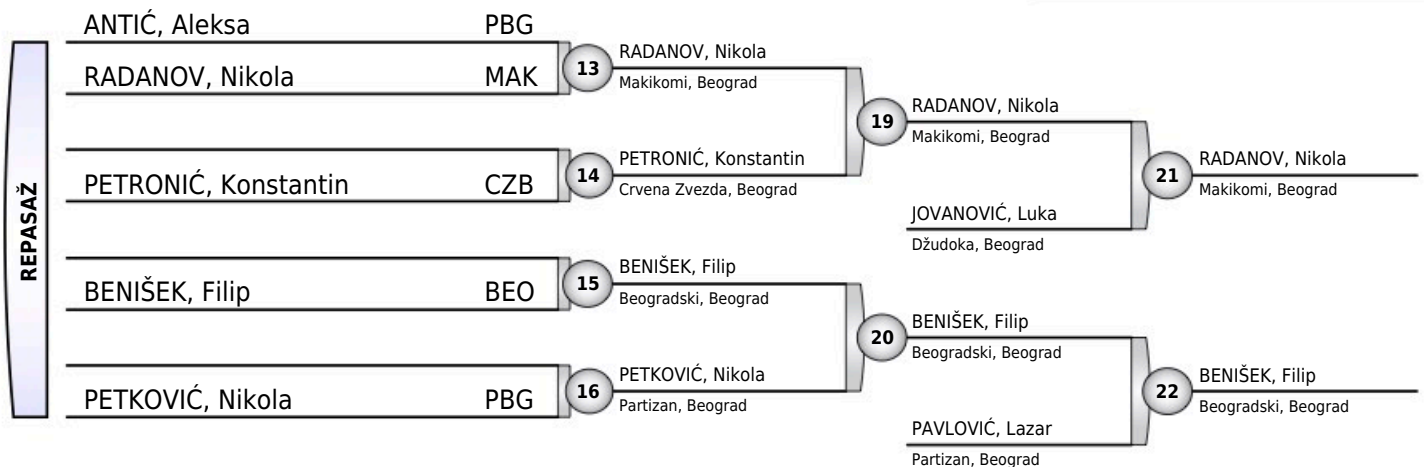 REPASAŽ
ANTIĆ, Aleksa PBG
RADANOV, Nikola MAK
PETRONIĆ, Konstantin CZB
BENIŠEK, Filip BEO
PETKOVIĆ, Nikola PBG
13
RADANOV, Nikola
Makikomi, Beograd
14
PETRONIĆ, Konstantin
Crvena Zvezda, Beograd
15
BENIŠEK, Filip
Beogradski, Beograd
16
PETKOVIĆ, Nikola
Partizan, Beograd
19
RADANOV, Nikola
Makikomi, Beograd
JOVANOVIĆ, Luka
Džudoka, Beograd
20
BENIŠEK, Filip
Beogradski, Beograd
PAVLOVIĆ, Lazar
Partizan, Beograd
21
RADANOV, Nikola
Makikomi, Beograd
22
BENIŠEK, Filip
Beogradski, Beograd